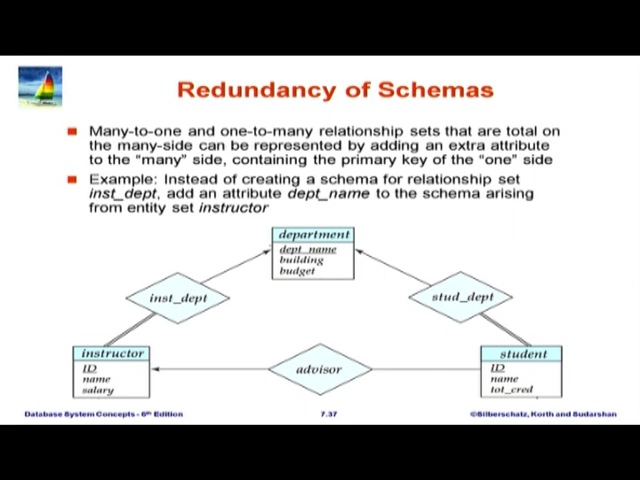 Redundancy of Schemas
Many-to-one and one-to-many relationship sets that are total on
the many-side can be represented by adding an extra attribute
to the "many" side, containing the primary key of the "one" side
Example: Instead of creating a schema for relationship set
inst_dept, add an attribute dept_name to the schema arising
from entity set instructor
department
dept_name
building
budget
inst_dept
stud_dept
instructor
ID
name
salary
advisor
student
ID
name
tot_cred
Database System Concepts - 6th Edition
7.37
©Silberschatz, Korth and Sudarshan